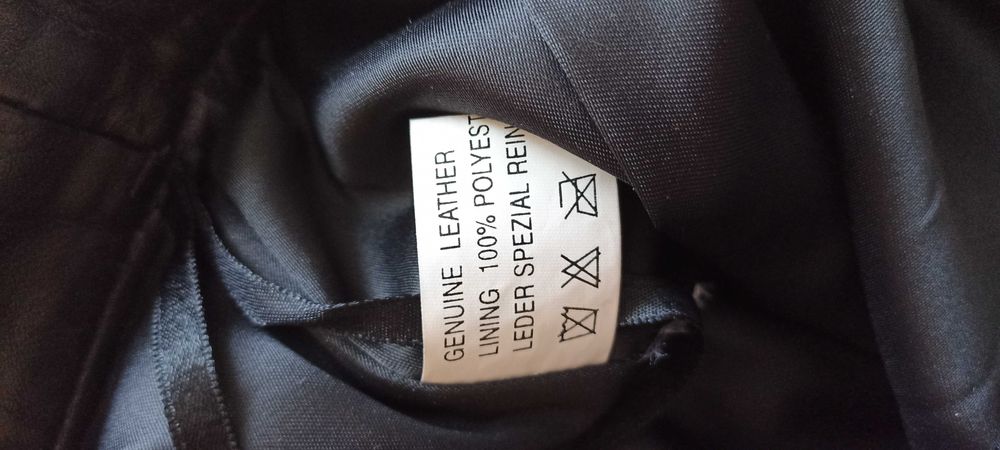 GENUINE LEATHER
LINING 100% POLYEST
LEDER SPEZIAL REIN